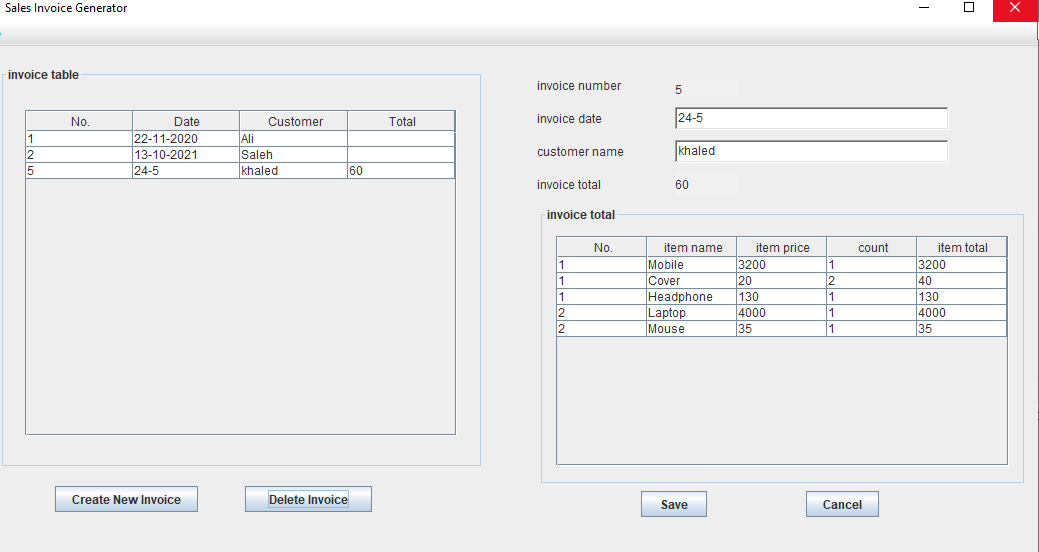 Sales Invoice Generator
invoice table
No. Date Customer Total
1 22-11-2020 Ali
2 13-10-2021 Saleh
5 24-5 khaled 60
Create New Invoice Delete Invoice
invoice number 5
invoice date 24-5
customer name khaled
invoice total 60
invoice total
No. item name item price count item total
1 Mobile 3200 1 3200
1 Cover 20 2 40
1 Headphone 130 1 130
2 Laptop 4000 1 4000
2 Mouse 35 1 35
Save Cancel